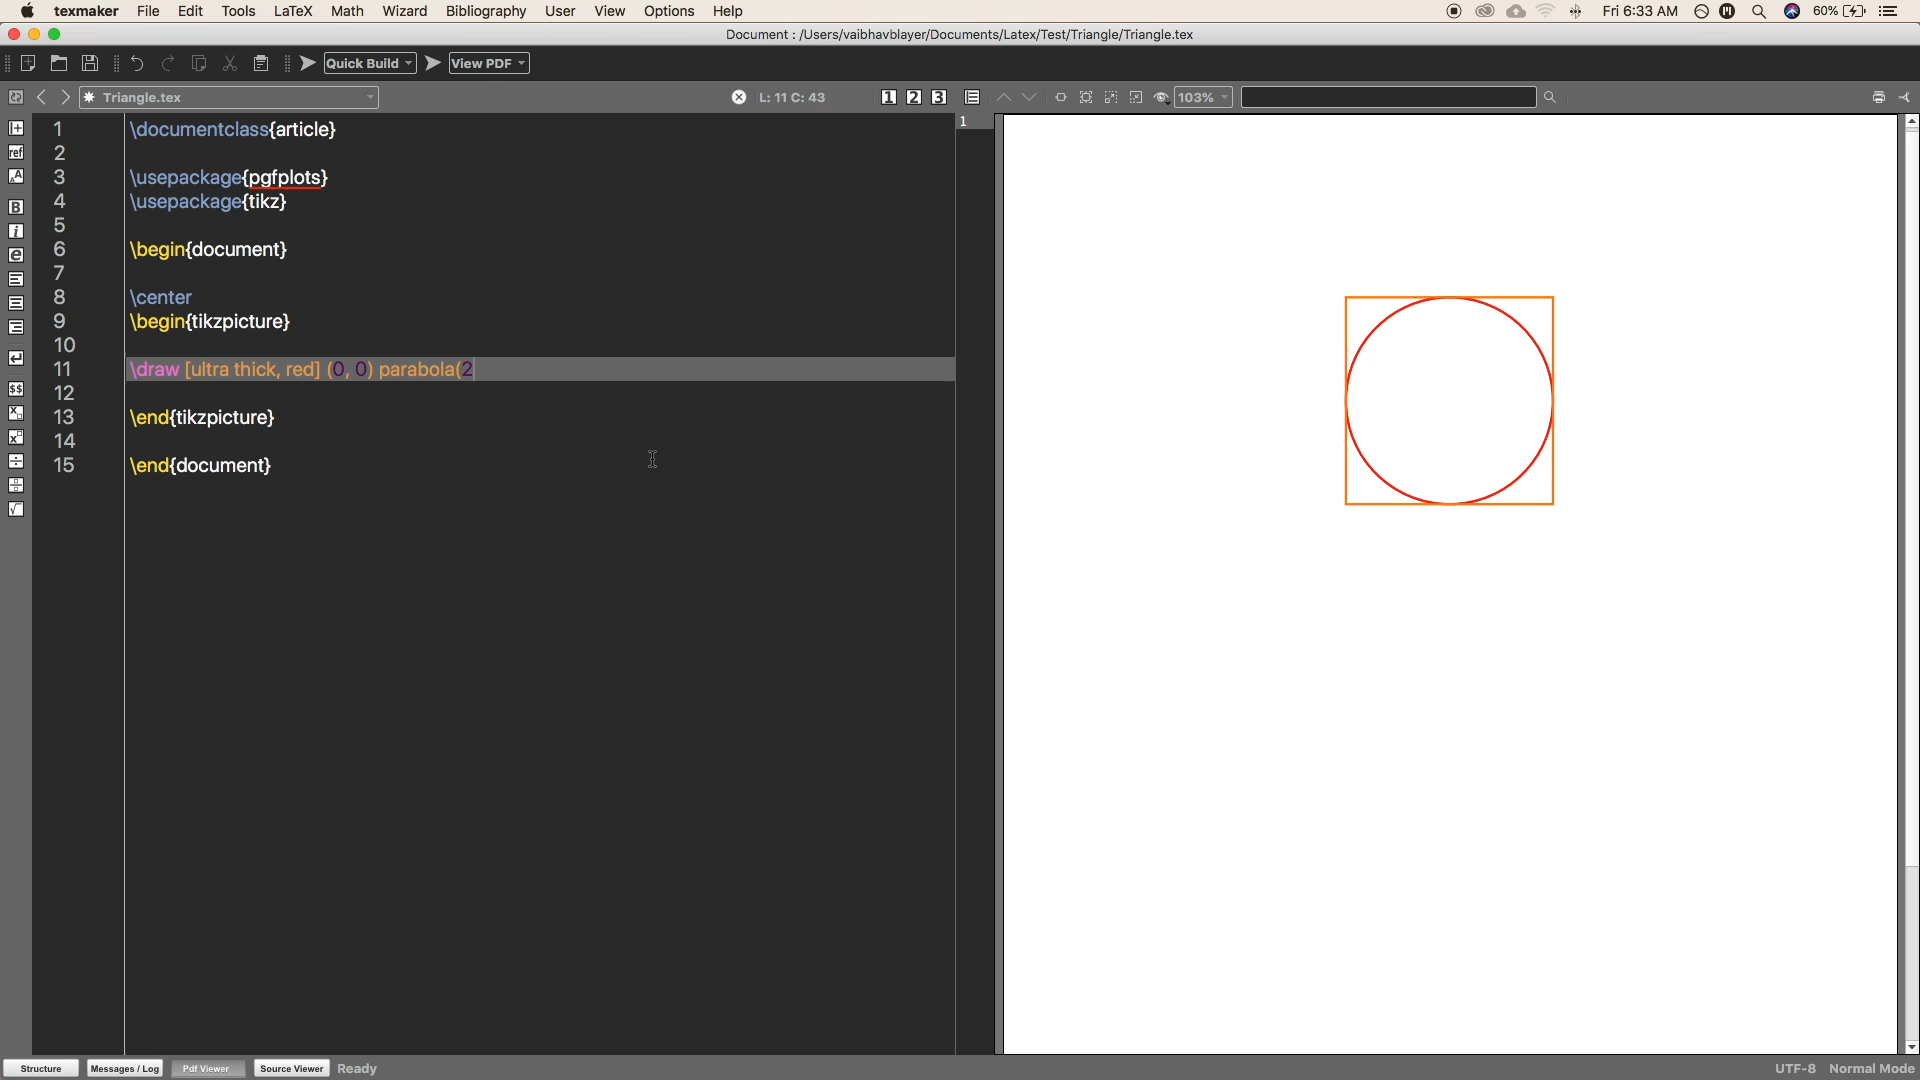 texmaker File Edit Tools LaTeX Math Wizard Bibliography User View Options Help Fri 6:33 AM 60%
Document : /Users/vaibhavblayer/Documents/Latex/Test/Triangle/Triangle.tex
Quick Build View PDF
Triangle.tex L: 11 C: 43 1 2 3 103%
1 \documentclass{article}
2
3 \usepackage{pgfplots}
4 \usepackage{tikz}
5
6 \begin{document}
7
8 \center
9 \begin{tikzpicture}
10
11 \draw [ultra thick, red] (0, 0) parabola(2
12
13 \end{tikzpicture}
14
15 \end{document}
1
Structure Messages / Log Pdf Viewer Source Viewer Ready UTF-8 Normal Mode